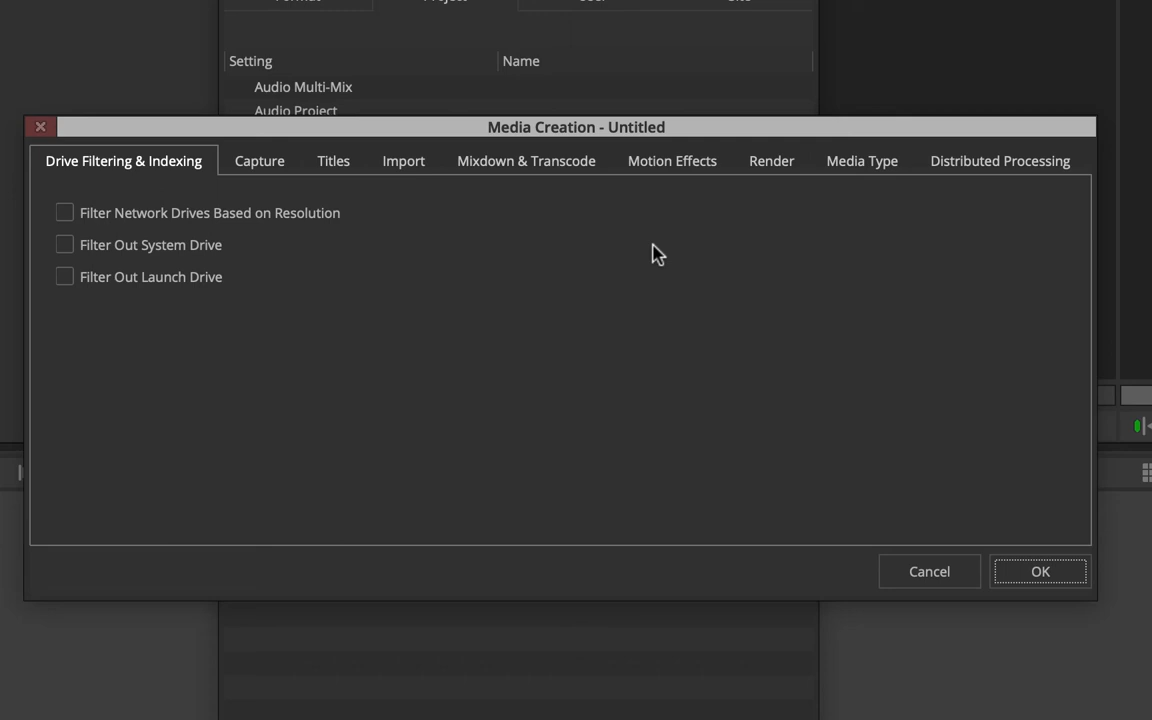 Setting Name
Audio Multi-Mix
Audio Project
Media Creation - Untitled
Drive Filtering & Indexing Capture Titles Import Mixdown & Transcode Motion Effects Render Media Type Distributed Processing
Filter Network Drives Based on Resolution
Filter Out System Drive
Filter Out Launch Drive
Cancel OK